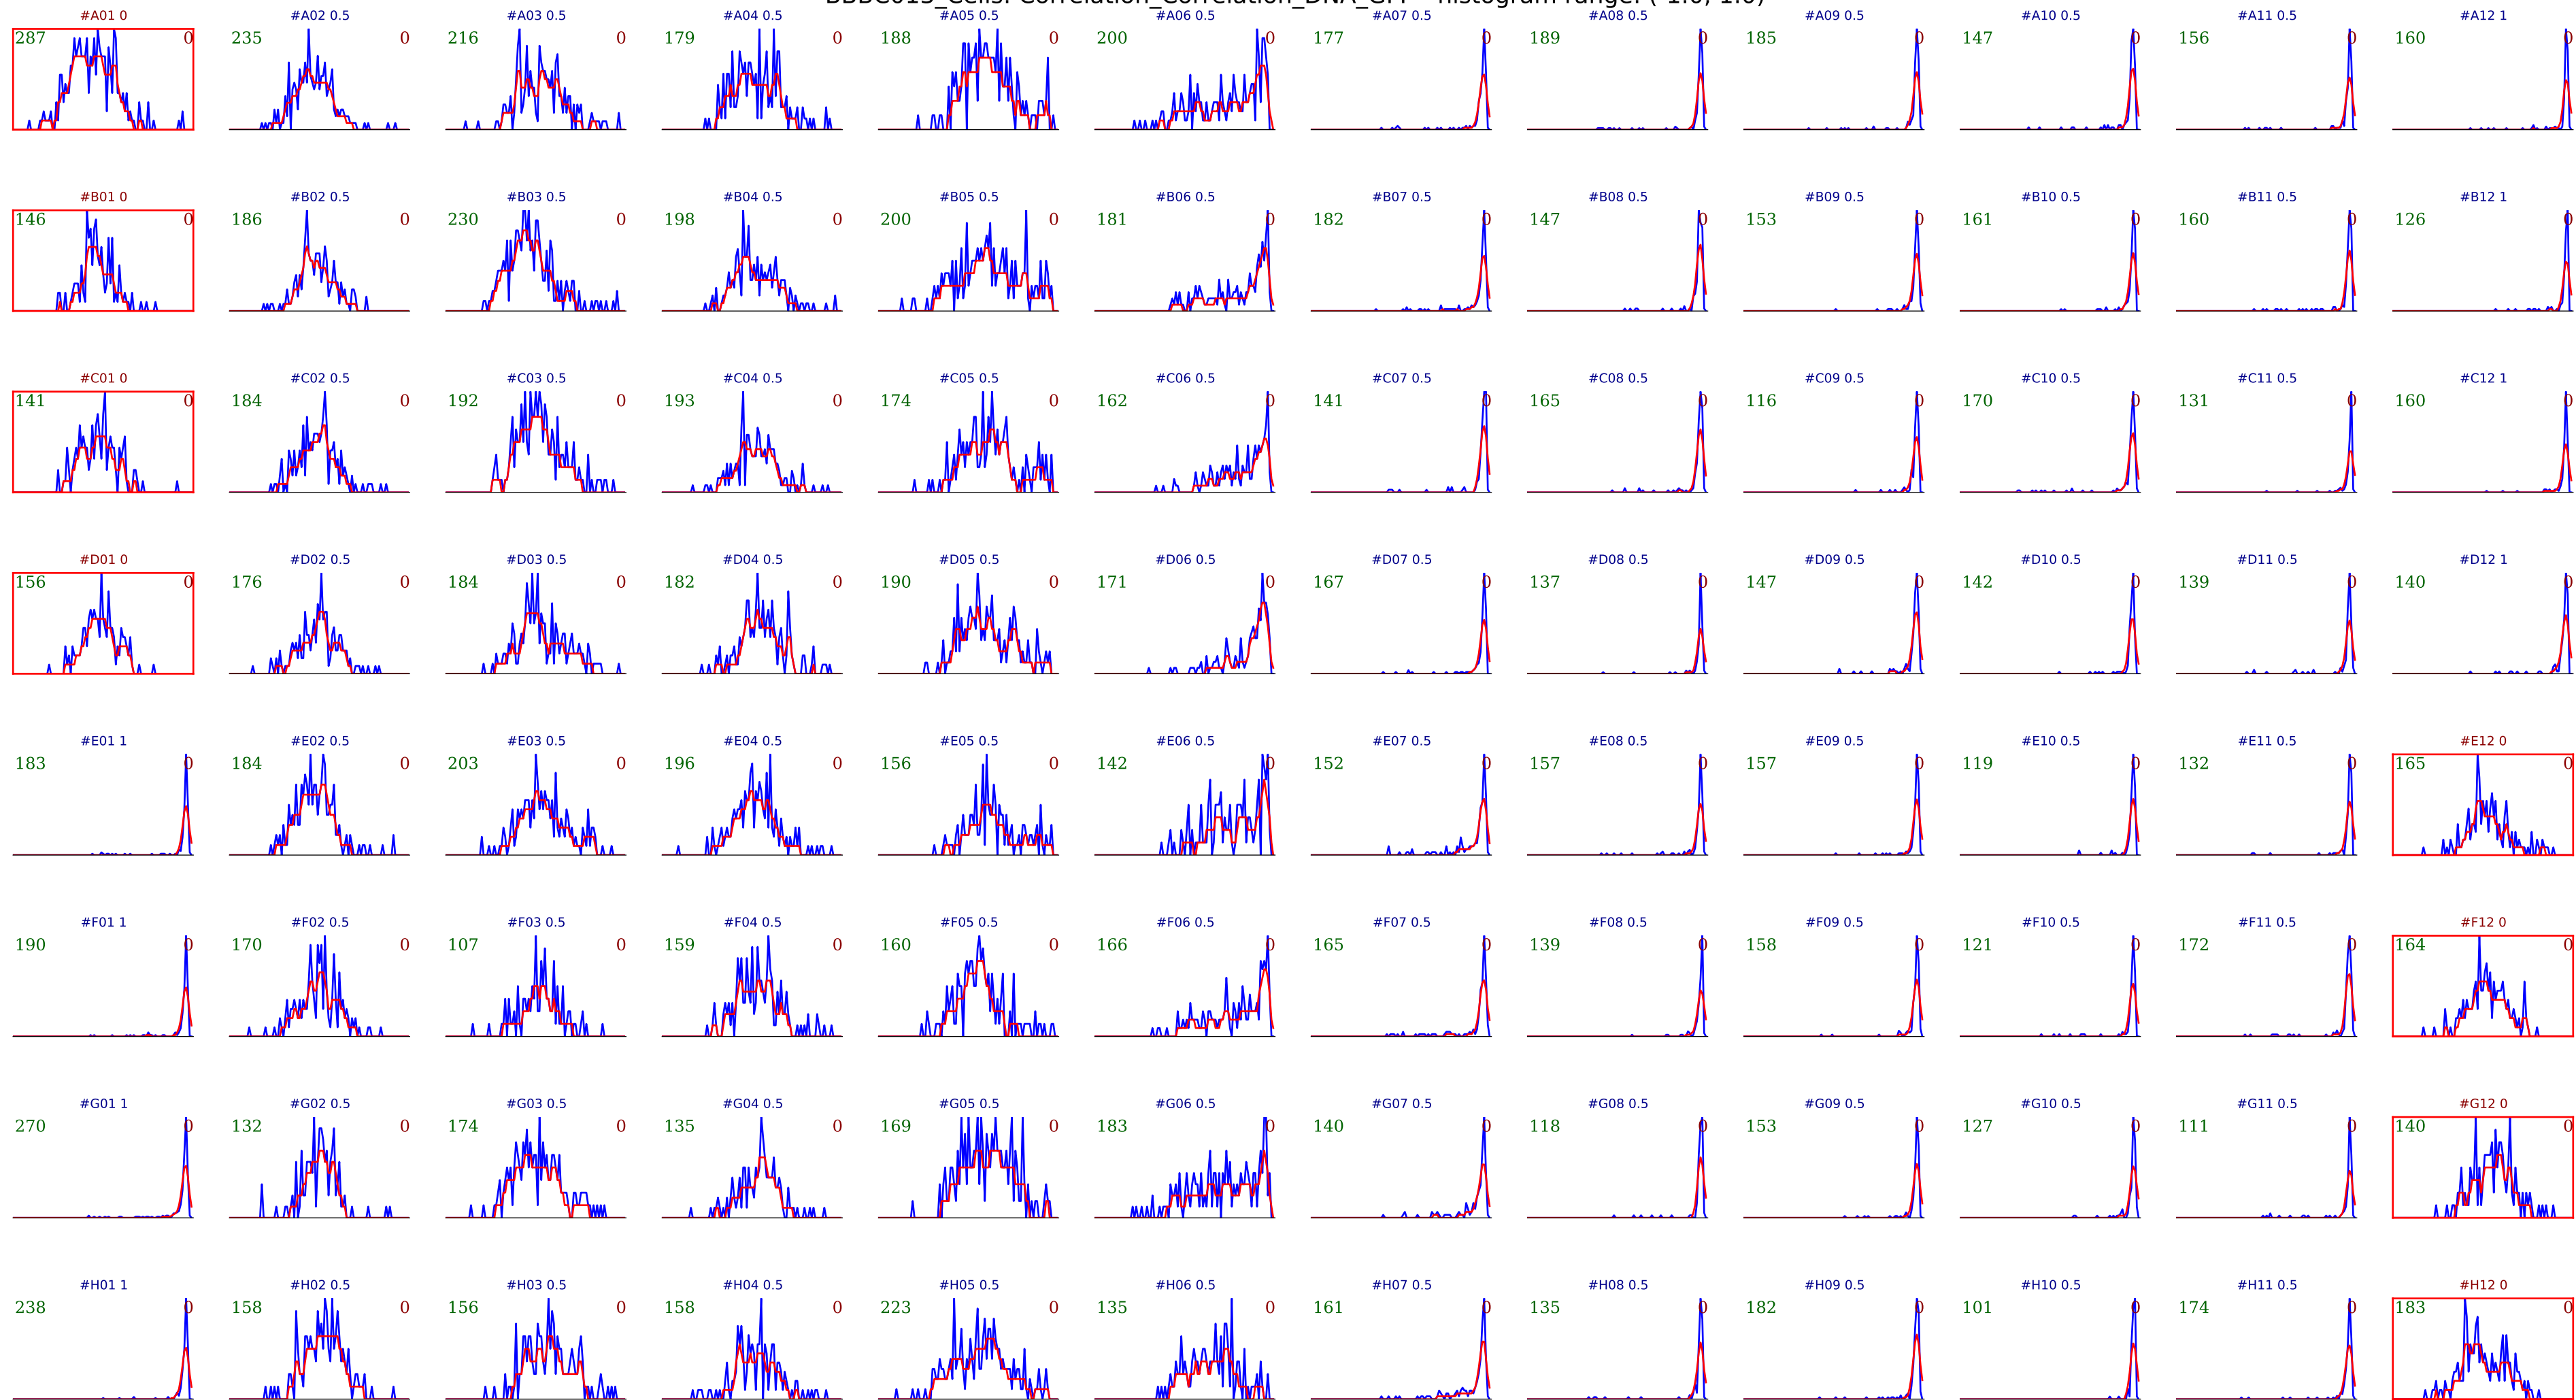 Correlation_Correlation_DNA_GFP - histogram range: (-1.0, 1.0)
#A01 0 #A02 0.5 #A03 0.5 #A04 0.5 #A05 0.5 #A06 0.5 #A07 0.5 #A08 0.5 #A09 0.5 #A10 0.5 #A11 0.5 #A12 1
287 0 235 0 216 0 179 0 188 0 200 0 177 0 189 0 185 0 147 0 156 0 160 0
#B01 0 #B02 0.5 #B03 0.5 #B04 0.5 #B05 0.5 #B06 0.5 #B07 0.5 #B08 0.5 #B09 0.5 #B10 0.5 #B11 0.5 #B12 1
146 0 186 0 230 0 198 0 200 0 181 0 182 0 147 0 153 0 161 0 160 0 126 0
#C01 0 #C02 0.5 #C03 0.5 #C04 0.5 #C05 0.5 #C06 0.5 #C07 0.5 #C08 0.5 #C09 0.5 #C10 0.5 #C11 0.5 #C12 1
141 0 184 0 192 0 193 0 174 0 162 0 141 0 165 0 116 0 170 0 131 0 160 0
#D01 0 #D02 0.5 #D03 0.5 #D04 0.5 #D05 0.5 #D06 0.5 #D07 0.5 #D08 0.5 #D09 0.5 #D10 0.5 #D11 0.5 #D12 1
156 0 176 0 184 0 182 0 190 0 171 0 167 0 137 0 147 0 142 0 139 0 140 0
#E01 1 #E02 0.5 #E03 0.5 #E04 0.5 #E05 0.5 #E06 0.5 #E07 0.5 #E08 0.5 #E09 0.5 #E10 0.5 #E11 0.5 #E12 0
183 0 184 0 203 0 196 0 156 0 142 0 152 0 157 0 157 0 119 0 132 0 165 0
#F01 1 #F02 0.5 #F03 0.5 #F04 0.5 #F05 0.5 #F06 0.5 #F07 0.5 #F08 0.5 #F09 0.5 #F10 0.5 #F11 0.5 #F12 0
190 0 170 0 107 0 159 0 160 0 166 0 165 0 139 0 158 0 121 0 172 0 164 0
#G01 1 #G02 0.5 #G03 0.5 #G04 0.5 #G05 0.5 #G06 0.5 #G07 0.5 #G08 0.5 #G09 0.5 #G10 0.5 #G11 0.5 #G12 0
270 0 132 0 174 0 135 0 169 0 183 0 140 0 118 0 153 0 127 0 111 0 140 0
#H01 1 #H02 0.5 #H03 0.5 #H04 0.5 #H05 0.5 #H06 0.5 #H07 0.5 #H08 0.5 #H09 0.5 #H10 0.5 #H11 0.5 #H12 0
238 0 158 0 156 0 158 0 223 0 135 0 161 0 135 0 182 0 101 0 174 0 183 0